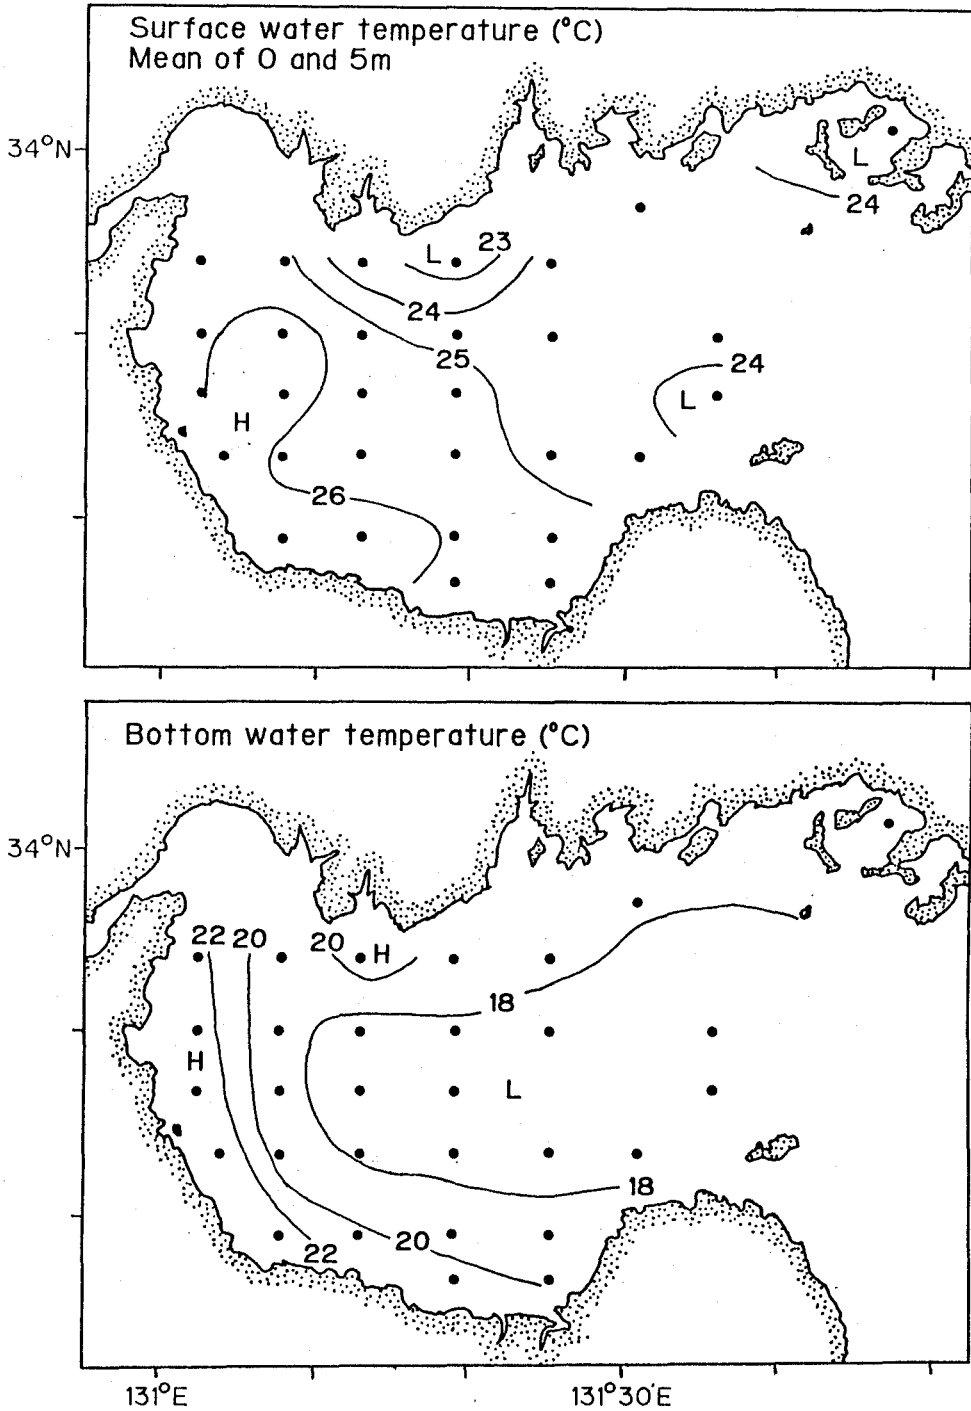 Surface water temperature (°C)
Mean of 0 and 5m
34°N
L
24
L
23
24
25
24
L
H
26
Bottom water temperature (°C)
34°N
22
20
20
H
18
H
L
18
20
22
131°E
131°30'E